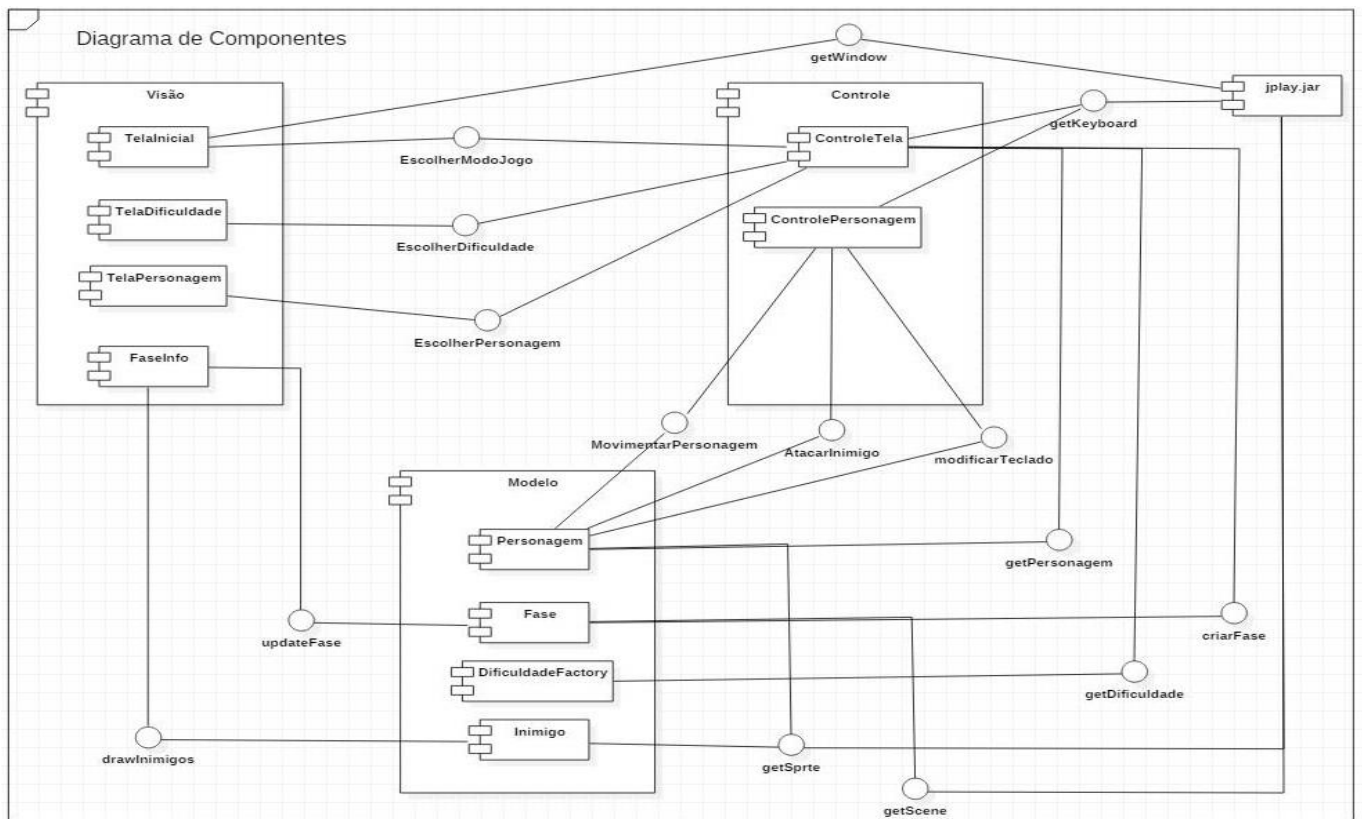 Diagrama de Componentes
getWindow
Visão
Controle
jplay.jar
TelaInicial
EscolherModoJogo
ControleTela
getKeyboard
TelaDificuldade
EscolherDificuldade
ControlePersonagem
TelaPersonagem
EscolherPersonagem
FaseInfo
MovimentarPersonagem
AtacarInimigo
modificarTeclado
Modelo
Personagem
getPersonagem
Fase
updateFase
criarFase
DificuldadeFactory
getDificuldade
Inimigo
drawInimigos
getSprte
getScene